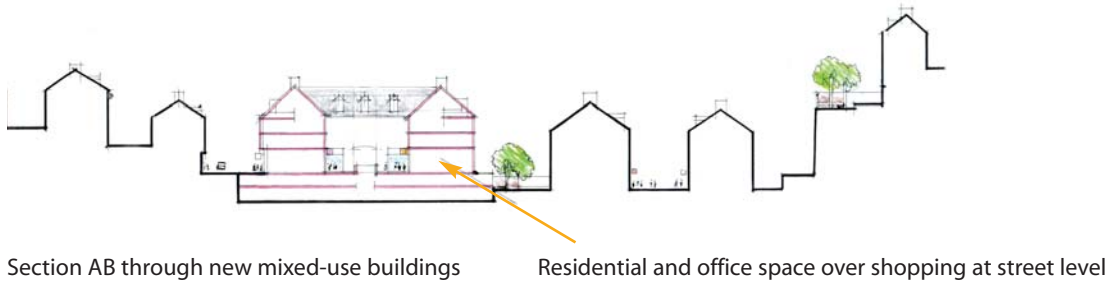 Section AB through new mixed-use buildings
Residential and office space over shopping at street level